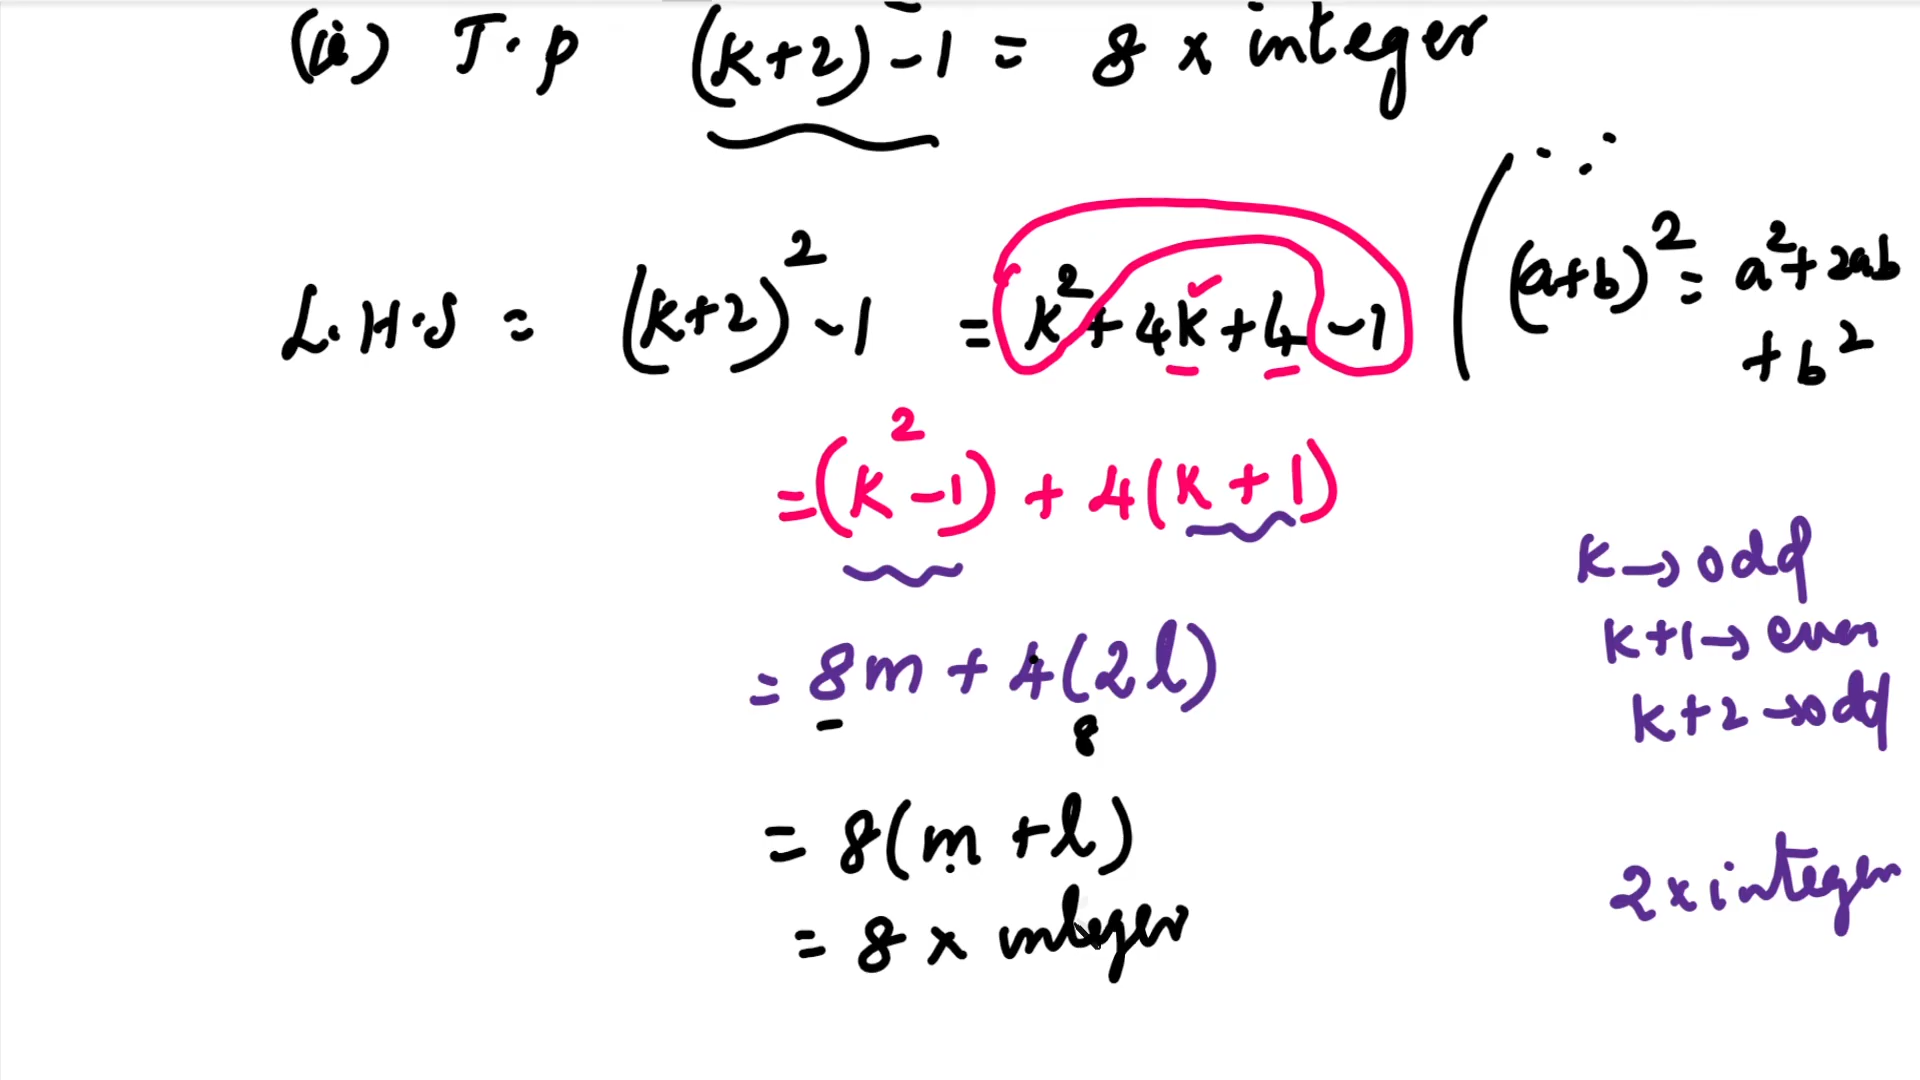 (ii) T.P (k+2)² - 1 = 8 x integer
L.H.S = (k+2)² - 1 = k² + 4k + 4 - 1 ( ∵ (a+b)² = a² + 2ab + b²
= (k² - 1) + 4(k + 1)
k → odd
k+1 → even
= 8m + 4(2l)
k+2 → odd
8
= 8(m + l)
2 x integer
= 8 x integer